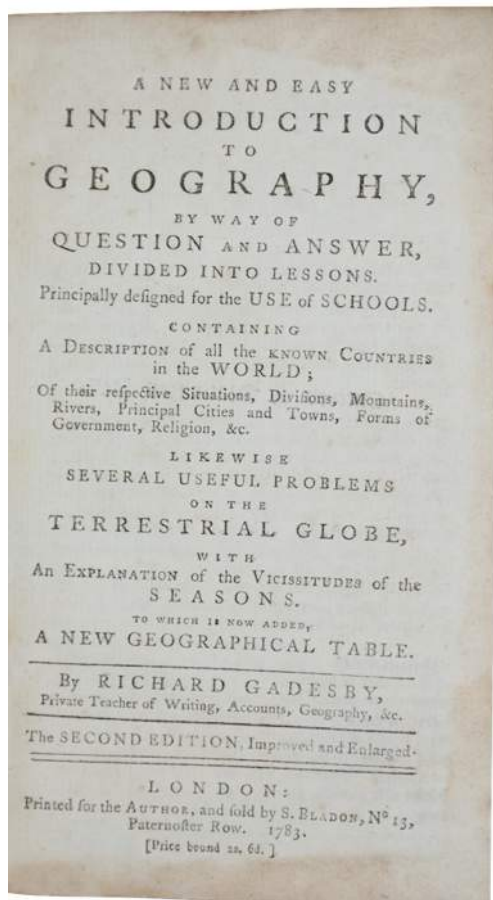 A NEW AND EASY
INTRODUCTION
TO
GEOGRAPHY,
BY WAY OF
QUESTION AND ANSWER,
DIVIDED INTO LESSONS.
Principally deſigned for the USE of SCHOOLS.
CONTAINING
A DESCRIPTION of all the KNOWN COUNTRIES
in the WORLD;
Of their reſpective Situations, Diviſions, Mountains,
Rivers, Principal Cities and Towns, Forms of
Government, Religion, &c.
LIKEWISE
SEVERAL USEFUL PROBLEMS
ON THE
TERRESTRIAL GLOBE,
WITH
An EXPLANATION of the VICISSITUDES of the
SEASONS.
TO WHICH IS NOW ADDED,
A NEW GEOGRAPHICAL TABLE.
By RICHARD GADESBY,
Private Teacher of Writing, Accounts, Geography, &c.
The SECOND EDITION, Improved and Enlarged.
LONDON:
Printed for the AUTHOR, and ſold by S. BLADON, Nº 13,
Paternoſter Row. 1783.
[Price bound 2s. 6d.]